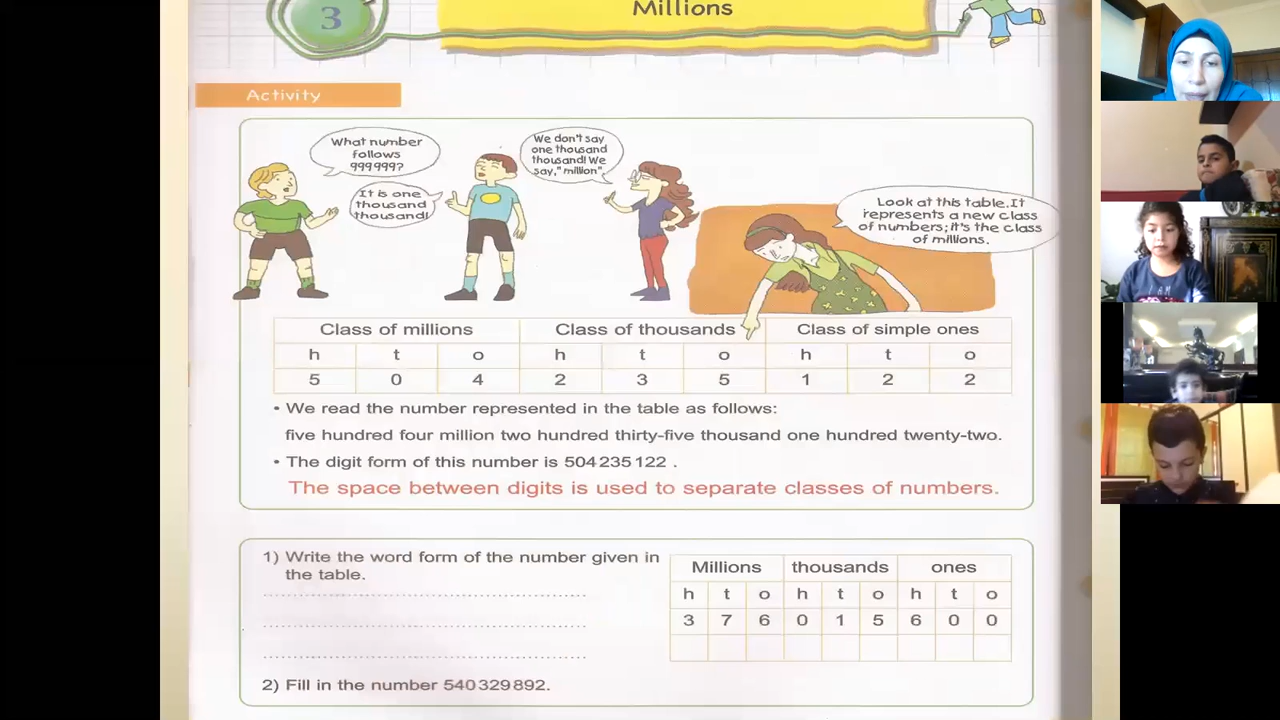 3
Millions
Activity
What number
follows
999999?
It is one
thousand
thousand!
We don't say
one thousand
thousand! We
say," million".
Look at this table. It
represents a new class
of numbers; it's the class
of millions.
Class of millions Class of thousands Class of simple ones
h t o h t o h t o
5 0 4 2 3 5 1 2 2
• We read the number represented in the table as follows:
five hundred four million two hundred thirty-five thousand one hundred twenty-two.
• The digit form of this number is 504 235 122 .
The space between digits is used to separate classes of numbers.
1) Write the word form of the number given in
the table.
Millions thousands ones
h t o h t o h t o
3 7 6 0 1 5 6 0 0
2) Fill in the number 540 329 892.